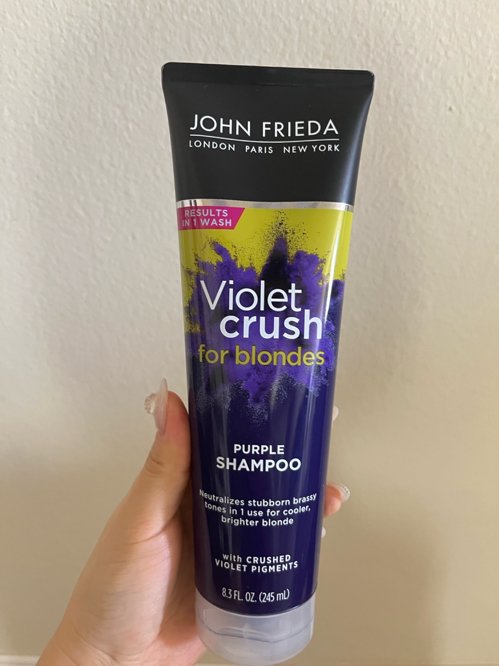 JOHN FRIEDA
LONDON PARIS NEW YORK
RESULTS
IN 1 WASH
Violet
crush
for blondes
PURPLE
SHAMPOO
Neutralizes stubborn brassy
tones in 1 use for cooler,
brighter blonde
with CRUSHED
VIOLET PIGMENTS
8.3 FL. OZ. (245 mL)